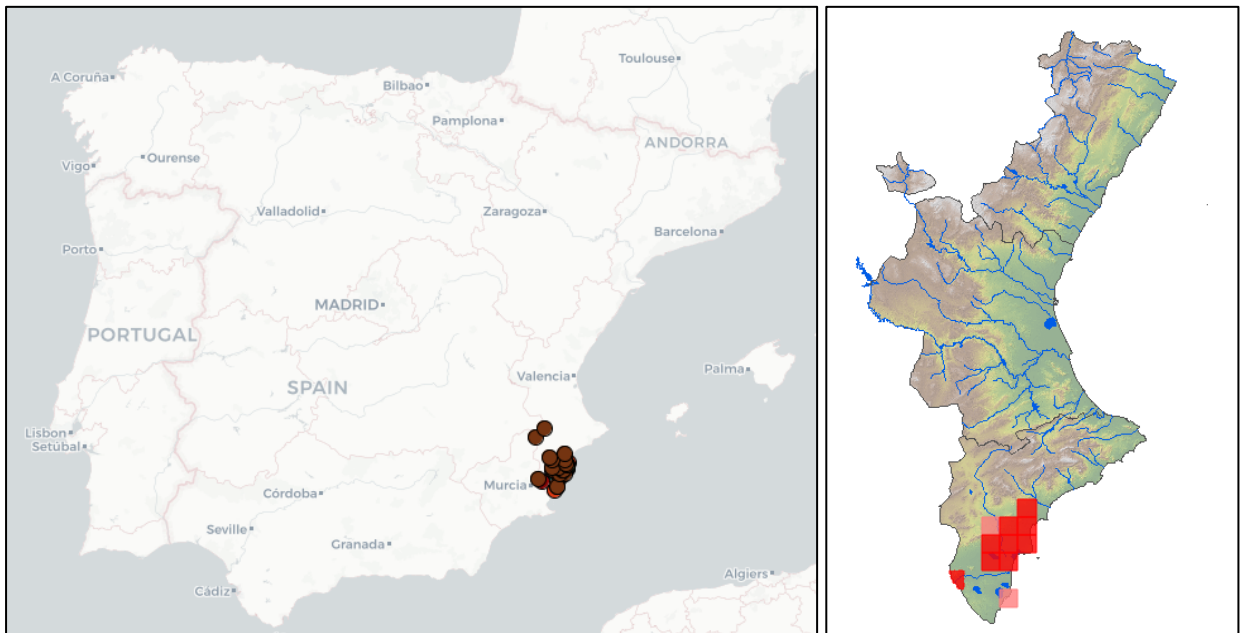 Toulouse
A Coruña
Bilbao
Pamplona
ANDORRA
Vigo
Ourense
Valladolid
Zaragoza
Barcelona
Porto
MADRID
PORTUGAL
Palma
Valencia
SPAIN
Lisbon
Setúbal
Murcia
Córdoba
Seville
Granada
Cádiz
Algiers